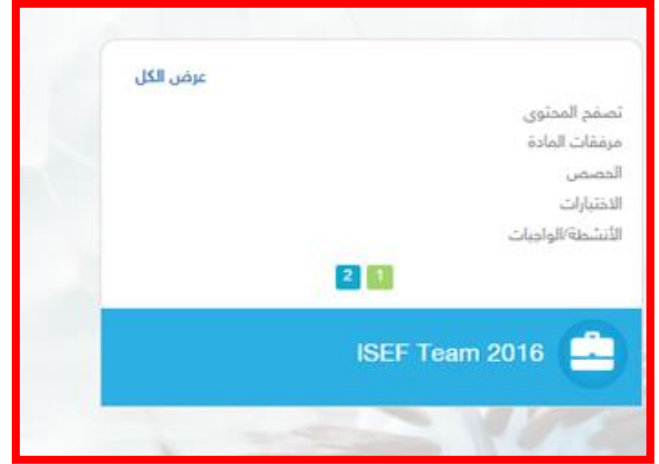 عرض الكل
تصفح المحتوى
مرفقات المادة
الحصص
الاختبارات
الأنشطة/الواجبات
1 2
ISEF Team 2016